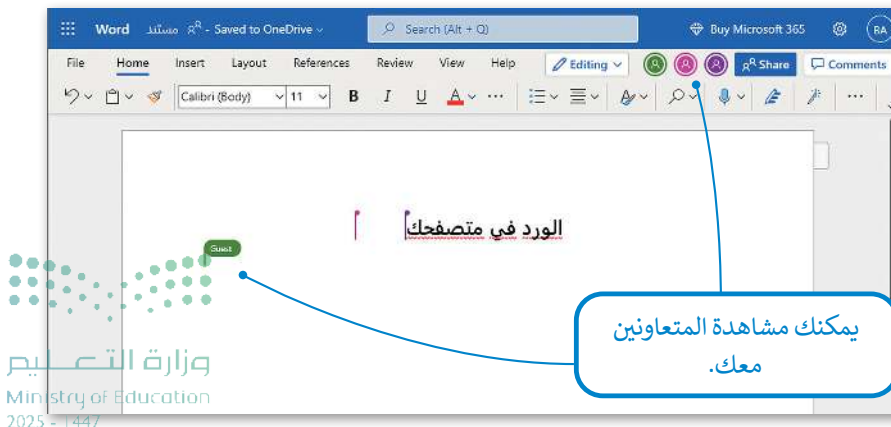 Word مستند - Saved to OneDrive
Search (Alt + Q)
Buy Microsoft 365
RA
File Home Insert Layout References Review View Help Editing Share Comments
Calibri (Body) 11 B I U A ...
الورد في متصفحك
Guest
يمكنك مشاهدة المتعاونين
معك.
وزارة التعليم
Ministry of Education
2025 - 1447